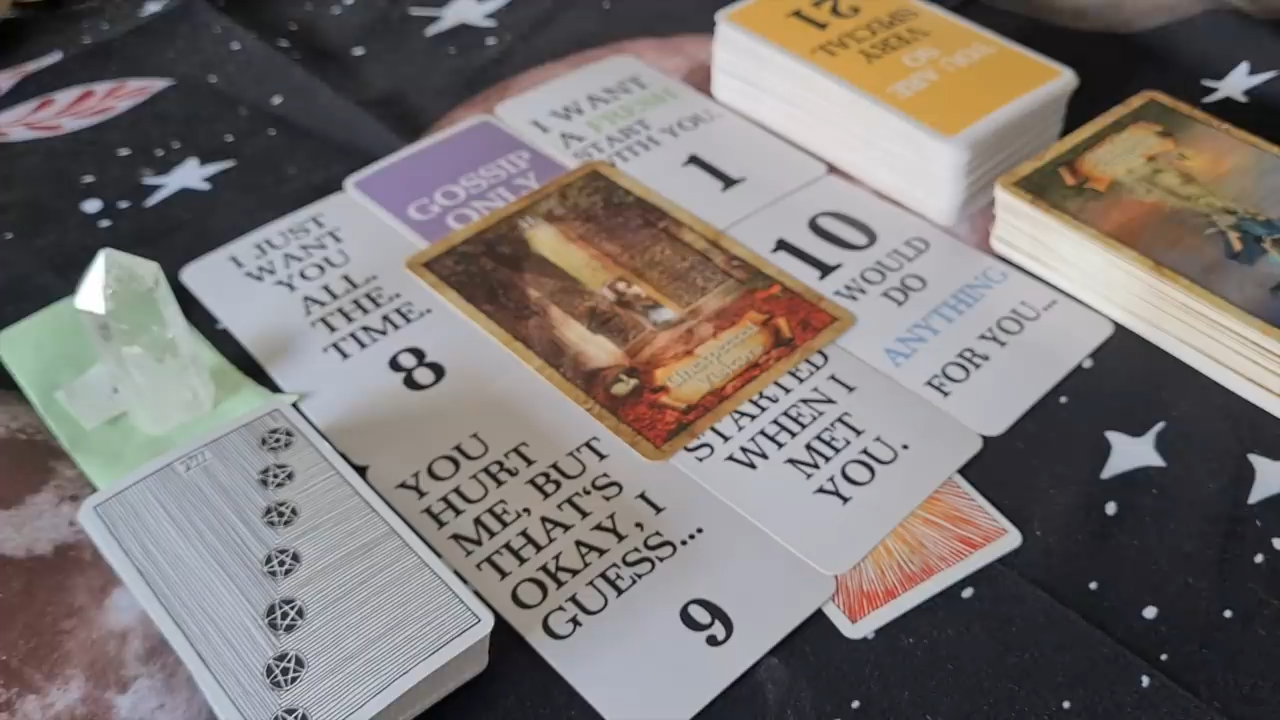 YOU ARE
SO
VERY
SPECIAL
21
I WANT
A FRESH
START
WITH YOU.
1
GOSSIP
ONLY
I JUST
WANT
YOU
ALL.
THE.
TIME.
8
10
WOULD
DO
ANYTHING
FOR YOU...
STARTED
WHEN I
MET
YOU.
YOU
HURT
ME, BUT
THAT'S
OKAY, I
GUESS...
9